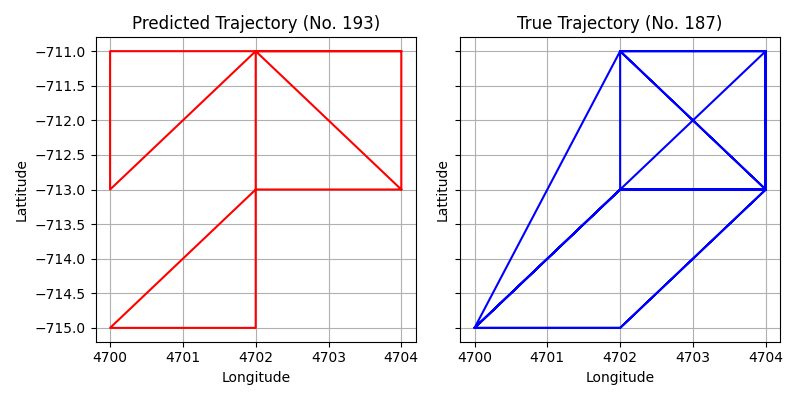 Predicted Trajectory (No. 193)
True Trajectory (No. 187)
−711.0
−711.5
−712.0
−712.5
−713.0
−713.5
−714.0
−714.5
−715.0
Lattitude
Lattitude
4700 4701 4702 4703 4704
4700 4701 4702 4703 4704
Longitude
Longitude